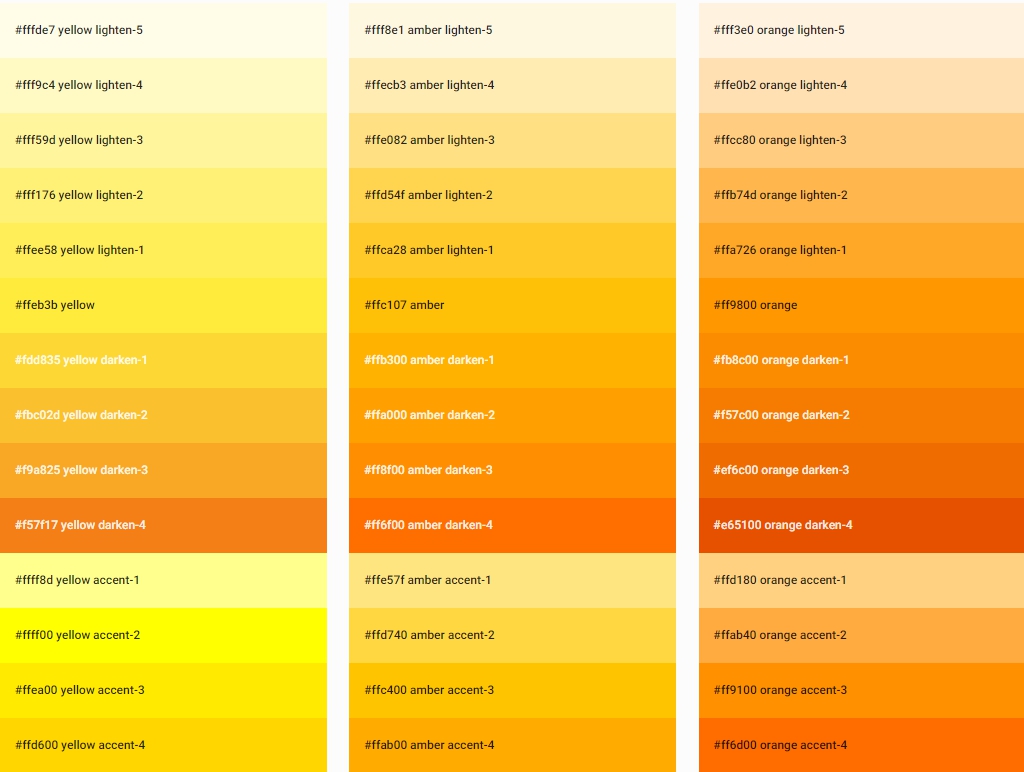 #fffde7 yellow lighten-5
#fff9c4 yellow lighten-4
#fff59d yellow lighten-3
#fff176 yellow lighten-2
#ffee58 yellow lighten-1
#ffeb3b yellow
#fdd835 yellow darken-1
#fbc02d yellow darken-2
#f9a825 yellow darken-3
#f57f17 yellow darken-4
#ffff8d yellow accent-1
#ffff00 yellow accent-2
#ffea00 yellow accent-3
#ffd600 yellow accent-4
#fff8e1 amber lighten-5
#ffecb3 amber lighten-4
#ffe082 amber lighten-3
#ffd54f amber lighten-2
#ffca28 amber lighten-1
#ffc107 amber
#ffb300 amber darken-1
#ffa000 amber darken-2
#ff8f00 amber darken-3
#ff6f00 amber darken-4
#ffe57f amber accent-1
#ffd740 amber accent-2
#ffc400 amber accent-3
#ffab00 amber accent-4
#fff3e0 orange lighten-5
#ffe0b2 orange lighten-4
#ffcc80 orange lighten-3
#ffb74d orange lighten-2
#ffa726 orange lighten-1
#ff9800 orange
#fb8c00 orange darken-1
#f57c00 orange darken-2
#ef6c00 orange darken-3
#e65100 orange darken-4
#ffd180 orange accent-1
#ffab40 orange accent-2
#ff9100 orange accent-3
#ff6d00 orange accent-4